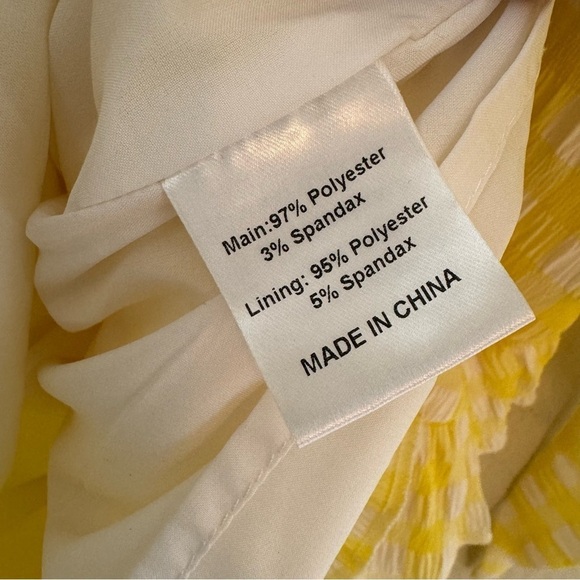 Main:97% Polyester
3% Spandax
Lining: 95% Polyester
5% Spandax
MADE IN CHINA